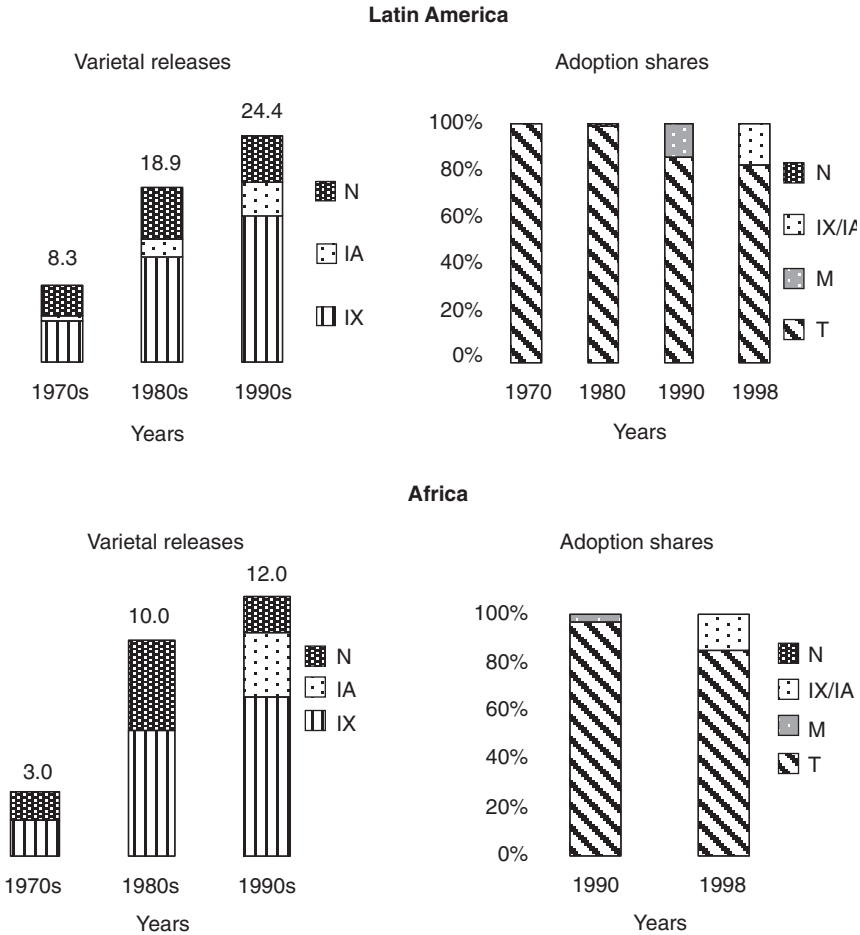 Latin America
Varietal releases
8.3
18.9
24.4
N
IA
IX
1970s 1980s 1990s
Years
Adoption shares
100%
80%
60%
40%
20%
0%
N
IX/IA
M
T
1970 1980 1990 1998
Years
Africa
Varietal releases
3.0
10.0
12.0
N
IA
IX
1970s 1980s 1990s
Years
Adoption shares
100%
80%
60%
40%
20%
0%
N
IX/IA
M
T
1990 1998
Years